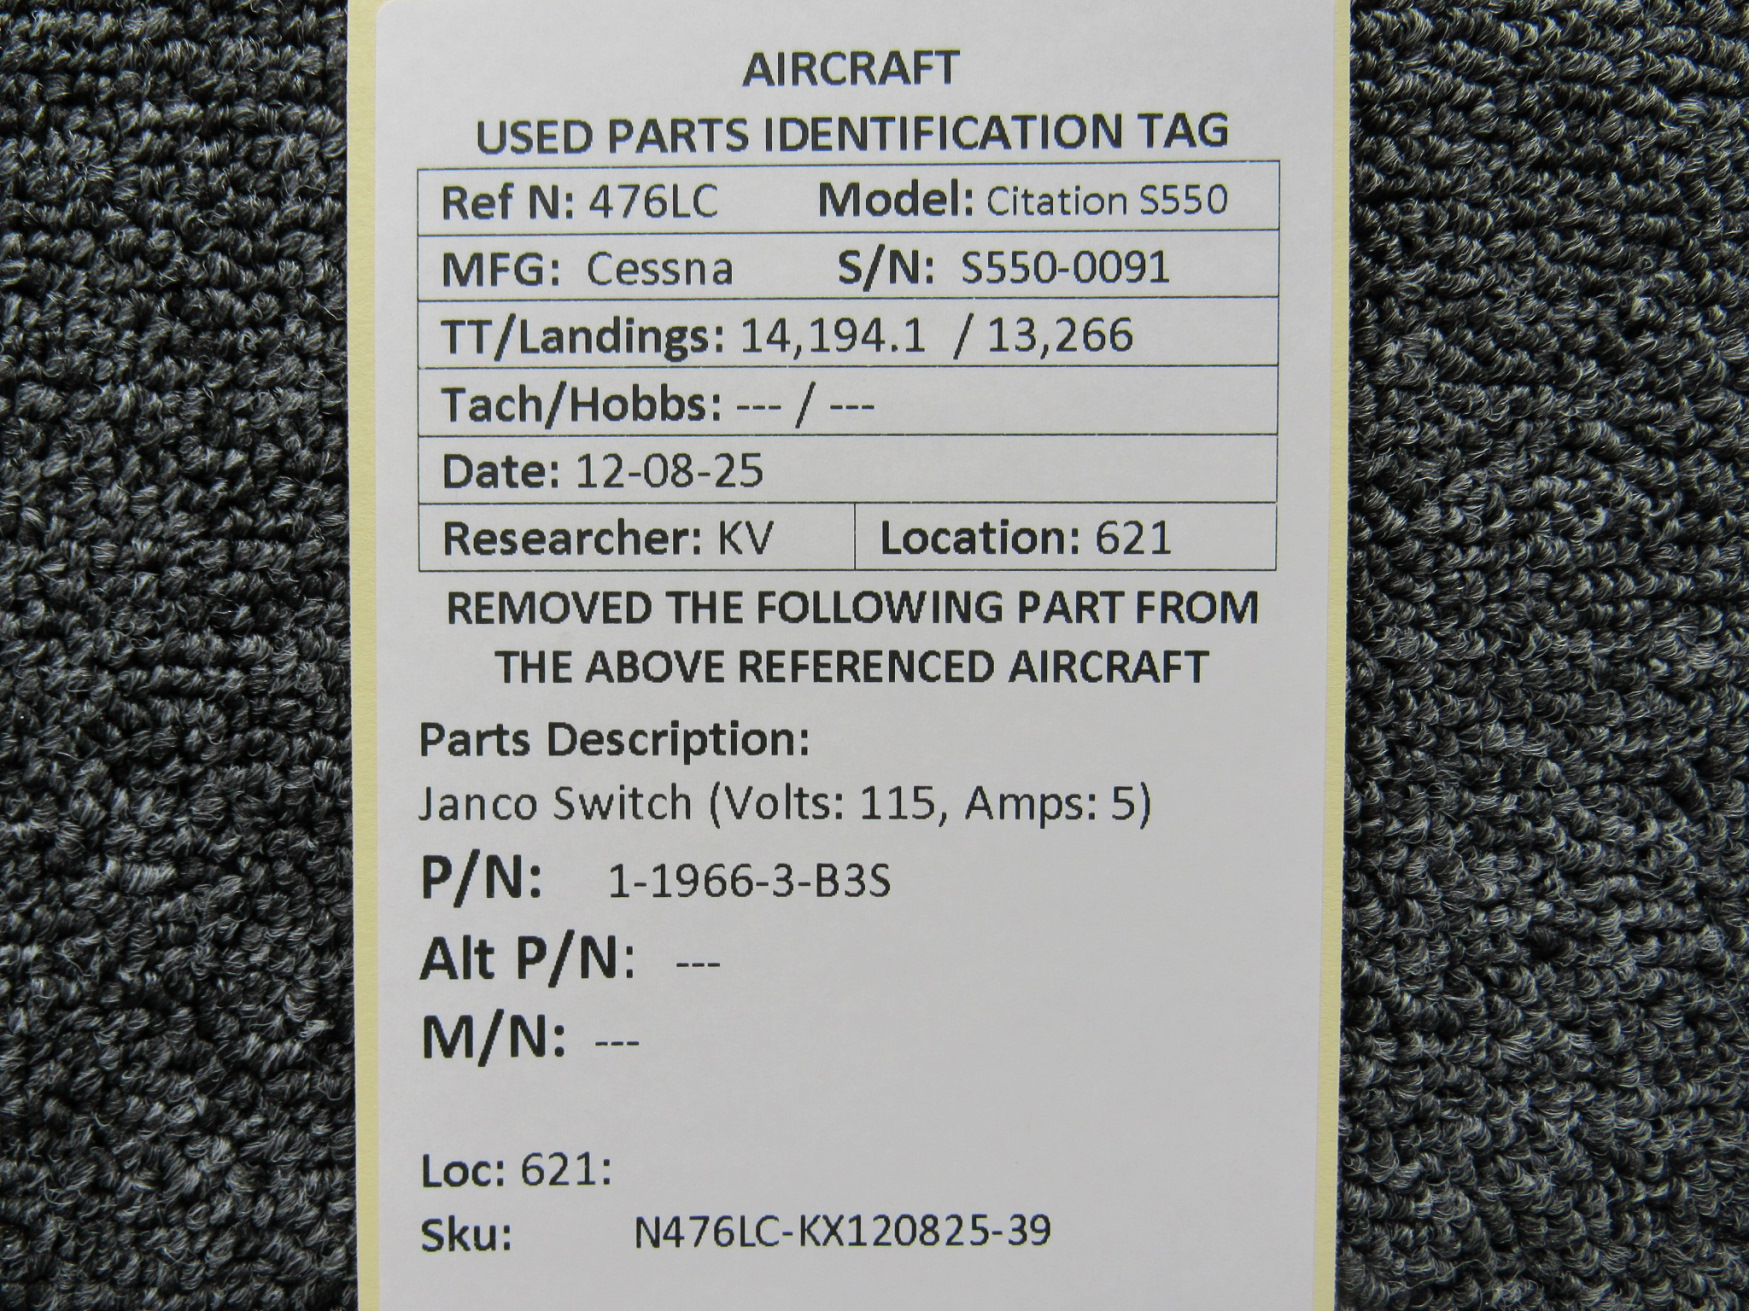 AIRCRAFT
USED PARTS IDENTIFICATION TAG
Ref N: 476LC Model: Citation S550
MFG: Cessna S/N: S550-0091
TT/Landings: 14,194.1 / 13,266
Tach/Hobbs: --- / ---
Date: 12-08-25
Researcher: KV Location: 621
REMOVED THE FOLLOWING PART FROM
THE ABOVE REFERENCED AIRCRAFT
Parts Description:
Janco Switch (Volts: 115, Amps: 5)
P/N: 1-1966-3-B3S
Alt P/N: ---
M/N: ---
Loc: 621:
Sku: N476LC-KX120825-39